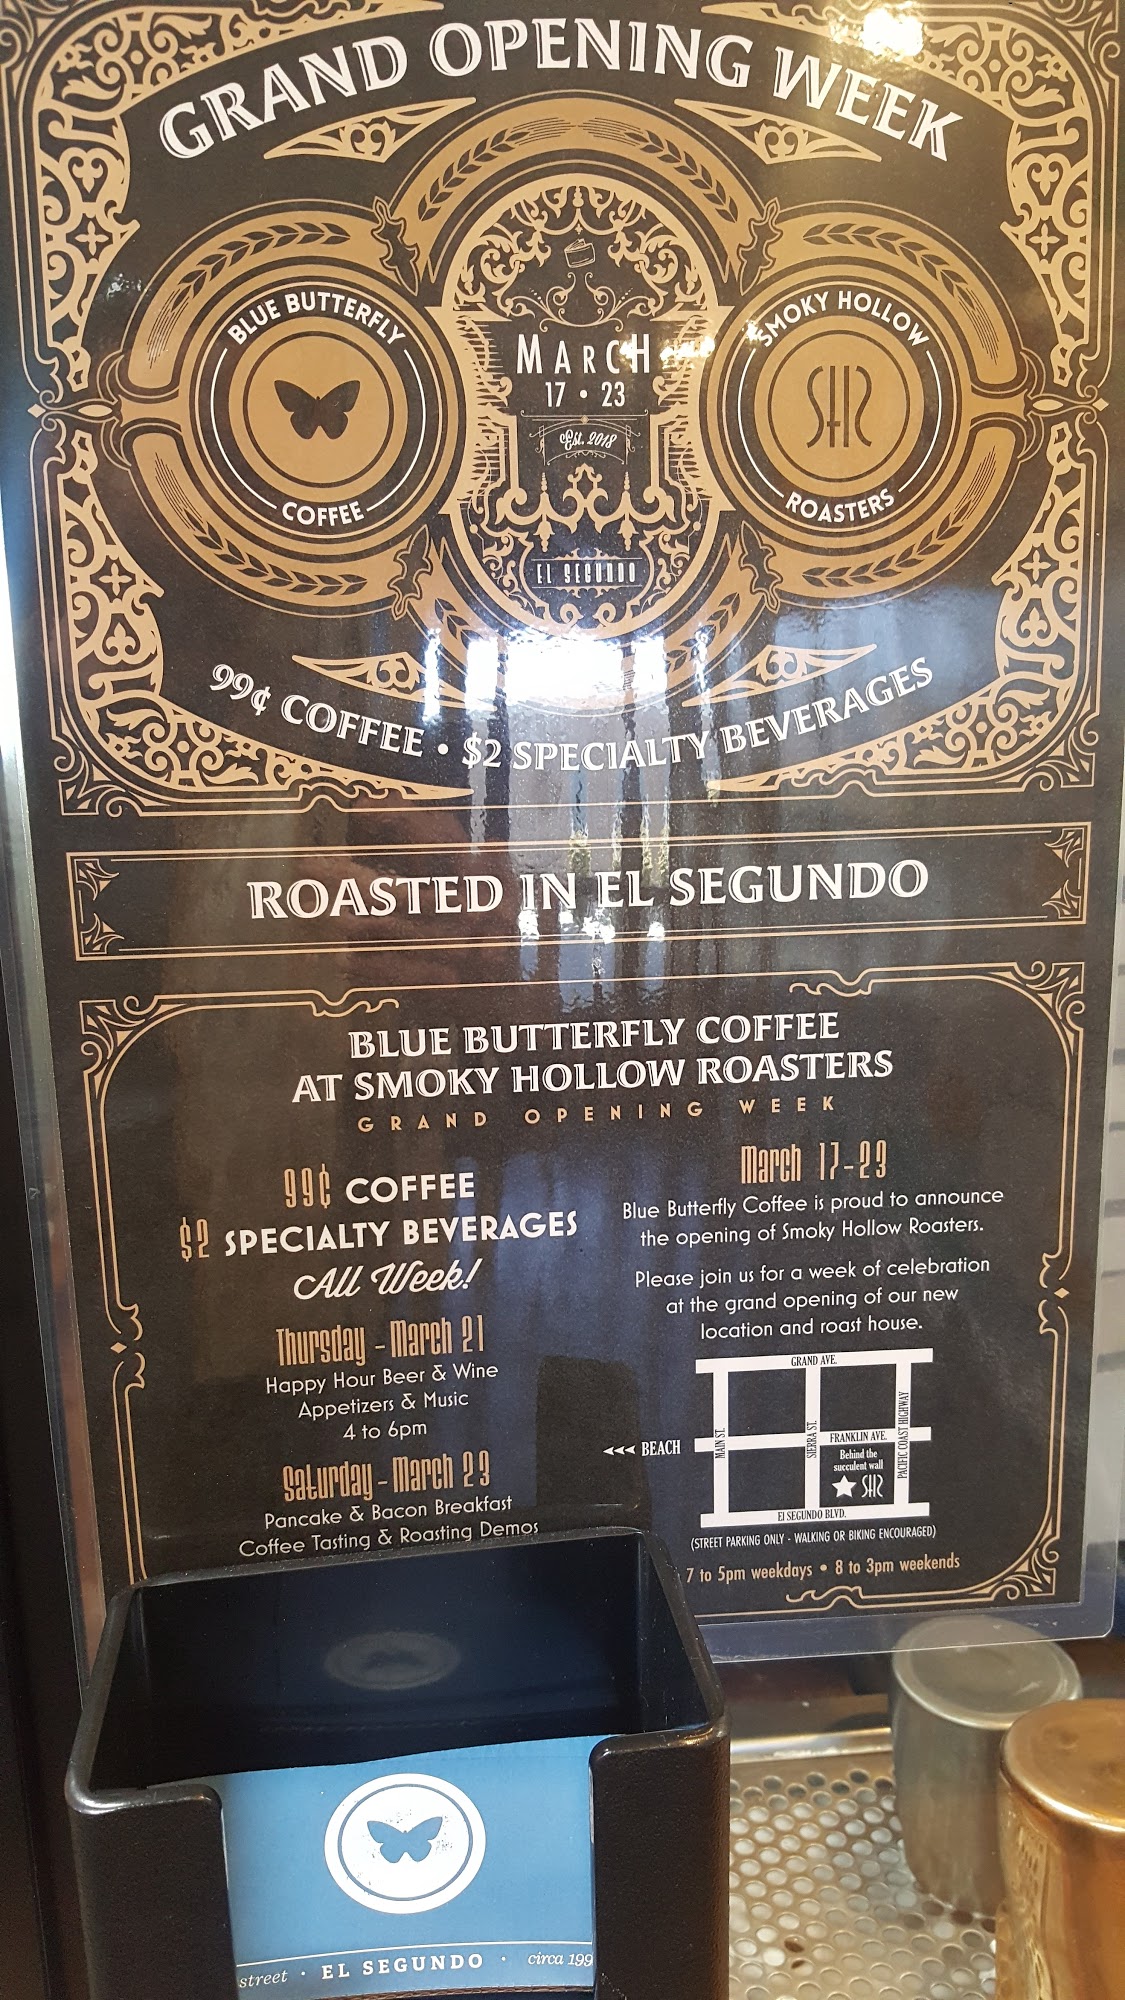 GRAND OPENING WEEK
BLUE BUTTERFLY
COFFEE
MARCH
17 • 23
Est. 2018
EL SEGUNDO
SMOKY HOLLOW
SHR
ROASTERS
99¢ COFFEE • $2 SPECIALTY BEVERAGES
ROASTED IN EL SEGUNDO
BLUE BUTTERFLY COFFEE
AT SMOKY HOLLOW ROASTERS
GRAND OPENING WEEK
99¢ COFFEE
$2 SPECIALTY BEVERAGES
All Week!
Thursday - March 21
Happy Hour Beer & Wine
Appetizers & Music
4 to 6pm
Saturday - March 23
Pancake & Bacon Breakfast
Coffee Tasting & Roasting Demos
March 17-23
Blue Butterfly Coffee is proud to announce
the opening of Smoky Hollow Roasters.
Please join us for a week of celebration
at the grand opening of our new
location and roast house.
GRAND AVE.
MAIN ST.
SIERRA ST.
PACIFIC COAST HIGHWAY
FRANKLIN AVE.
<<< BEACH
Behind the
succulent wall
SHR
El SEGUNDO BLVD.
(STREET PARKING ONLY - WALKING OR BIKING ENCOURAGED)
7 to 5pm weekdays • 8 to 3pm weekends
street · EL SEGUNDO · circa 199